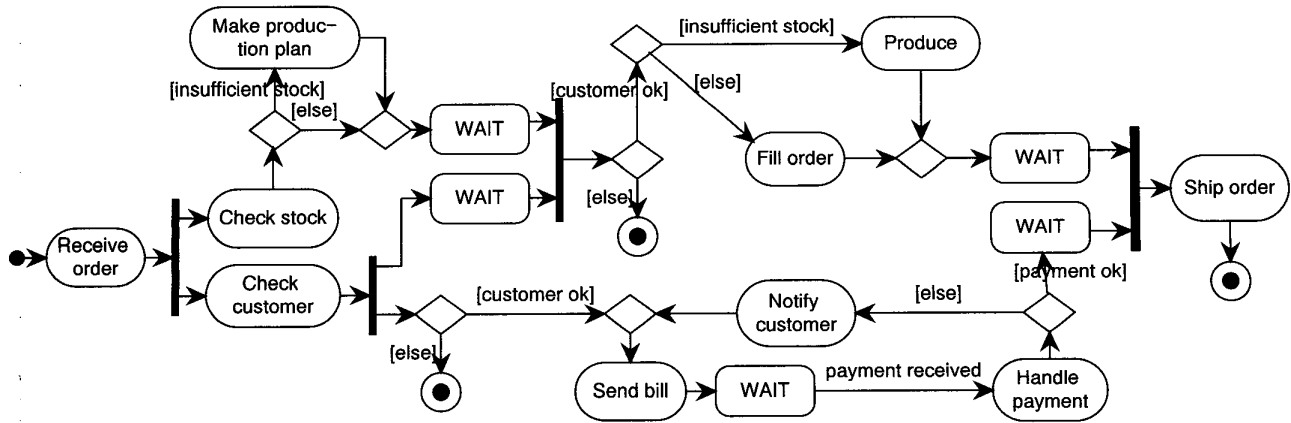 Make produc-
tion plan
[insufficient stock]
[else]
WAIT
WAIT
Check stock
Receive
order
Check
customer
[customer ok]
[else]
[insufficient stock]
[else]
Produce
Fill order
[customer ok]
[else]
WAIT
WAIT
Ship order
[payment ok]
[else]
Notify
customer
Send bill
WAIT
payment received
Handle
payment